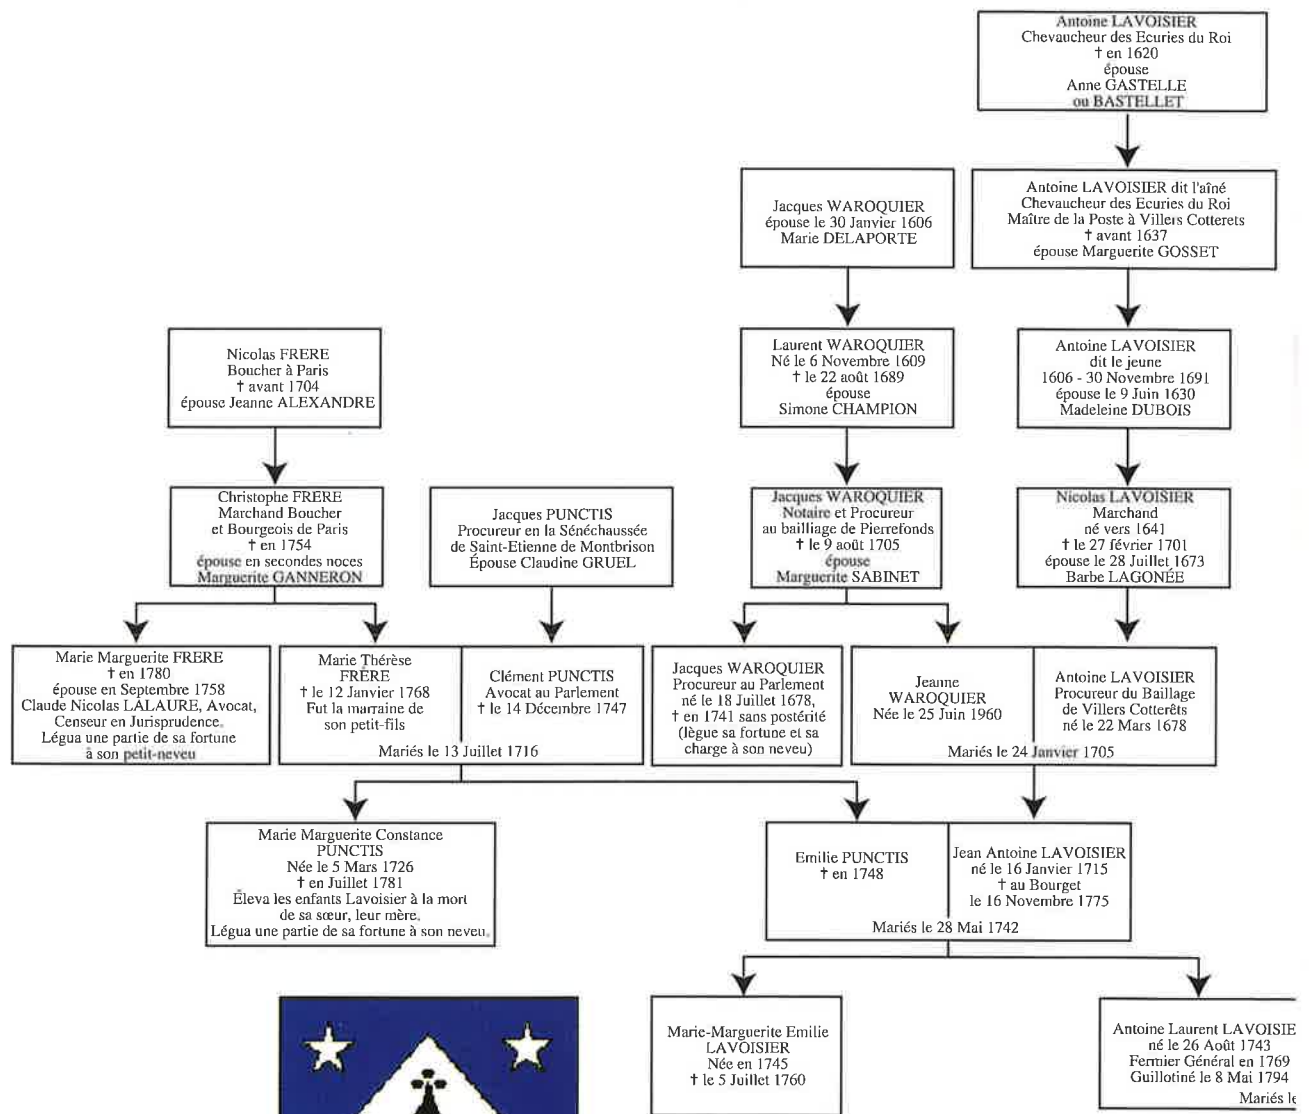 Antoine LAVOISIER
Chevaucheur des Ecuries du Roi
† en 1620
épouse
Anne GASTELLE
ou BASTELLET
Jacques WAROQUIER
épouse le 30 Janvier 1606
Marie DELAPORTE
Antoine LAVOISIER dit l'aîné
Chevaucheur des Ecuries du Roi
Maître de la Poste à Villers Cotterets
† avant 1637
épouse Marguerite GOSSET
Nicolas FRERE
Boucher à Paris
† avant 1704
épouse Jeanne ALEXANDRE
Laurent WAROQUIER
Né le 6 Novembre 1609
† le 22 août 1689
épouse
Simone CHAMPION
Antoine LAVOISIER
dit le jeune
1606 - 30 Novembre 1691
épouse le 9 Juin 1630
Madeleine DUBOIS
Christophe FRERE
Marchand Boucher
et Bourgeois de Paris
† en 1754
épouse en secondes noces
Marguerite GANNERON
Jacques PUNCTIS
Procureur en la Sénéchaussée
de Saint-Etienne de Montbrison
Épouse Claudine GRUEL
Jacques WAROQUIER
Notaire et Procureur
au bailliage de Pierrefonds
† le 9 août 1705
épouse
Marguerite SABINET
Nicolas LAVOISIER
Marchand
né vers 1641
† le 27 février 1701
épouse le 28 Juillet 1673
Barbe LAGONÉE
Marie Marguerite FRERE
† en 1780
épouse en Septembre 1758
Claude Nicolas LALAURE, Avocat,
Censeur en Jurisprudence.
Légua une partie de sa fortune
à son petit-neveu
Marie Thérèse
FRÈRE
† le 12 Janvier 1768
Fut la marraine de
son petit-fils
Clément PUNCTIS
Avocat au Parlement
† le 14 Décembre 1747
Mariés le 13 Juillet 1716
Jacques WAROQUIER
Procureur au Parlement
né le 18 Juillet 1678,
† en 1741 sans postérité
(lègue sa fortune et sa
charge à son neveu)
Jeanne
WAROQUIER
Née le 25 Juin 1960
Antoine LAVOISIER
Procureur du Baillage
de Villers Cotterêts
né le 22 Mars 1678
Mariés le 24 Janvier 1705
Marie Marguerite Constance
PUNCTIS
Née le 5 Mars 1726
† en Juillet 1781
Éleva les enfants Lavoisier à la mort
de sa sœur, leur mère.
Légua une partie de sa fortune à son neveu.
Emilie PUNCTIS
† en 1748
Jean Antoine LAVOISIER
né le 16 Janvier 1715
† au Bourget
le 16 Novembre 1775
Mariés le 28 Mai 1742
Marie-Marguerite Emilie
LAVOISIER
Née en 1745
† le 5 Juillet 1760
Antoine Laurent LAVOISIE
né le 26 Août 1743
Fermier Général en 1769
Guillotiné le 8 Mai 1794
Mariés le